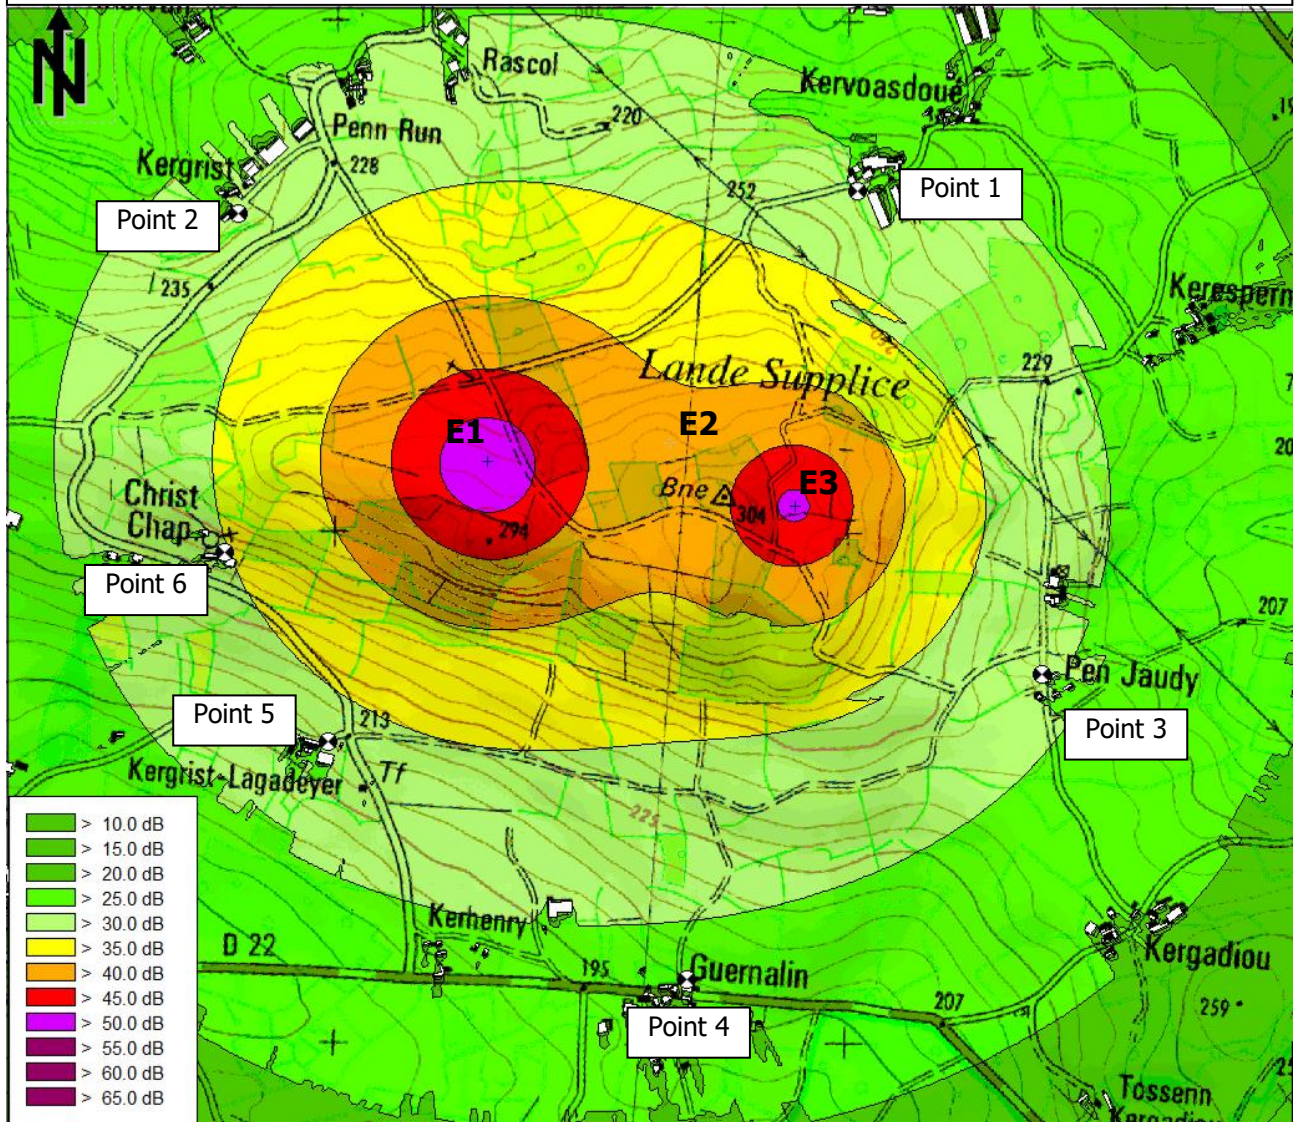 N
Rascol
Kervoasdoué
220
Penn Run
Kergrist
228
Point 1
252
Point 2
235
Kerespern
Lande Supplice
229
E1
E2
E3
Bne
304
Christ
Chap
294
20
Point 6
207
Pen Jaudy
Point 5
213
Point 3
Kergrist-Lagadeyer
Tf
225
> 10.0 dB
> 15.0 dB
> 20.0 dB
> 25.0 dB
> 30.0 dB
> 35.0 dB
> 40.0 dB
> 45.0 dB
> 50.0 dB
> 55.0 dB
> 60.0 dB
> 65.0 dB
Kerhenry
D 22
195
Guernalin
Kergadiou
207
259
Point 4
Tossenn
Kergadiou